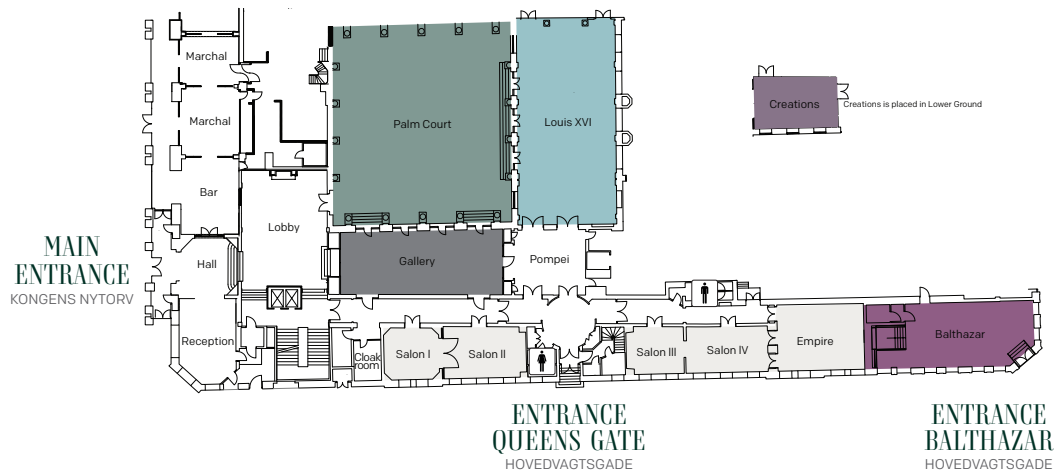 Marchal
Marchal
Bar
Hall
Reception
Lobby
Palm Court
Louis XVI
Gallery
Pompei
Creations
Creations is placed in Lower Ground
Cloak
room
Salon I
Salon II
Salon III
Salon IV
Empire
Balthazar
MAIN
ENTRANCE
KONGENS NYTORV
ENTRANCE
QUEENS GATE
HOVEDVAGTSGADE
ENTRANCE
BALTHAZAR
HOVEDVAGTSGADE